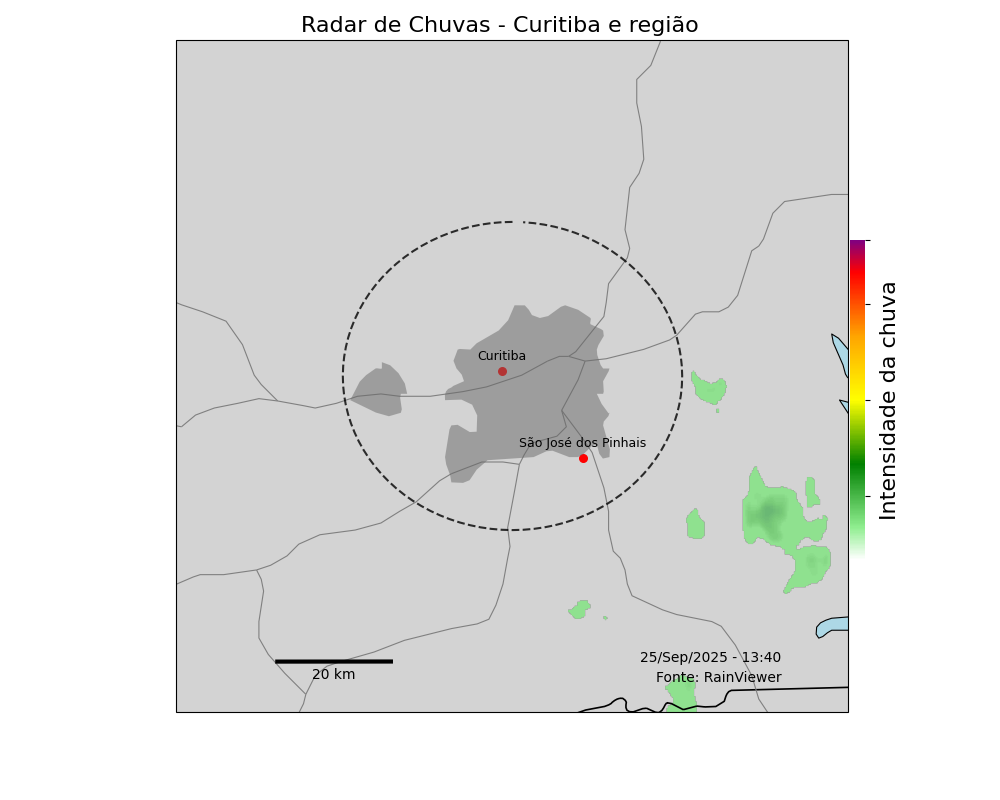 Radar de Chuvas - Curitiba e região
Curitiba
São José dos Pinhais
Intensidade da chuva
25/Sep/2025 - 13:40
Fonte: RainViewer
20 km